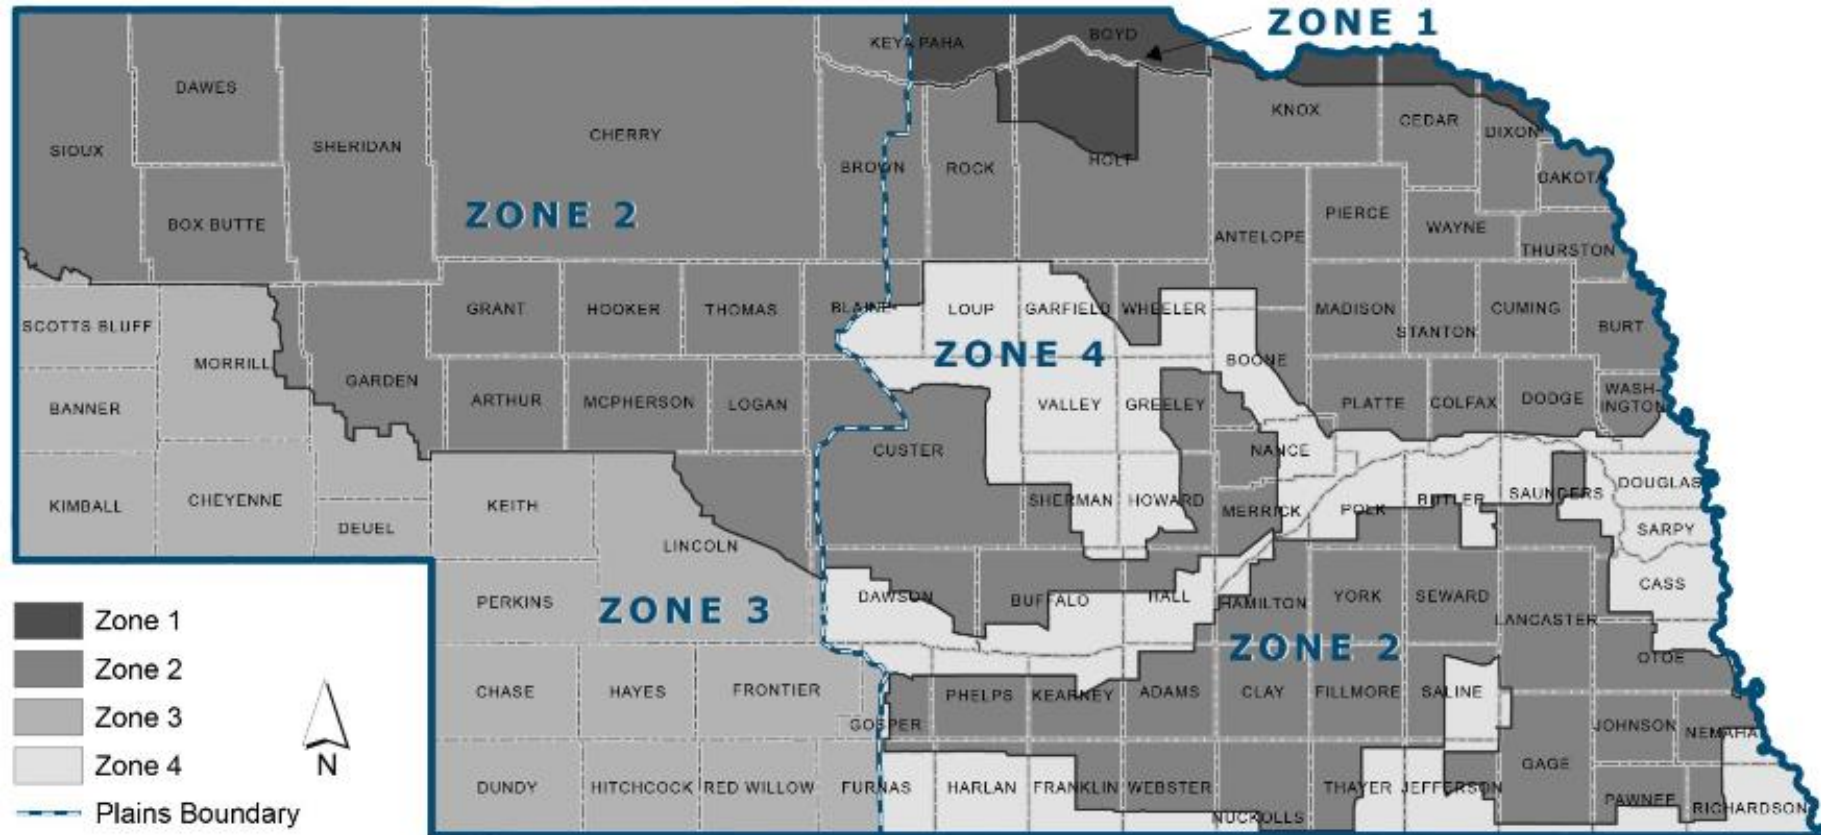 ZONE 1
KEYA PAHA
BOYD
DAWES
SIOUX
SHERIDAN
CHERRY
BROWN
ROCK
HOLT
KNOX
CEDAR
DIXON
DAKOTA
BOX BUTTE
ZONE 2
ANTELOPE
PIERCE
WAYNE
THURSTON
SCOTTS BLUFF
MORRILL
GRANT
HOOKER
THOMAS
BLAINE
LOUP
GARFIELD
WHEELER
MADISON
STANTON
CUMING
BURT
ZONE 4
BOONE
BANNER
GARDEN
ARTHUR
MCPHERSON
LOGAN
VALLEY
GREELEY
PLATTE
COLFAX
DODGE
WASH-
INGTON
CUSTER
NANCE
KIMBALL
CHEYENNE
DEUEL
KEITH
LINCOLN
SHERMAN
HOWARD
MERRICK
POLK
BUTLER
SAUNDERS
DOUGLAS
SARPY
CASS
PERKINS
ZONE 3
DAWSON
BUFFALO
HALL
HAMILTON
YORK
SEWARD
LANCASTER
ZONE 2
OTOE
CHASE
HAYES
FRONTIER
GOSPER
PHELPS
KEARNEY
ADAMS
CLAY
FILLMORE
SALINE
JOHNSON
NEMAHA
DUNDY
HITCHCOCK
RED WILLOW
FURNAS
HARLAN
FRANKLIN
WEBSTER
NUCKOLLS
THAYER
JEFFERSON
GAGE
PAWNEE
RICHARDSON
Zone 1
Zone 2
Zone 3
Zone 4
Plains Boundary
N